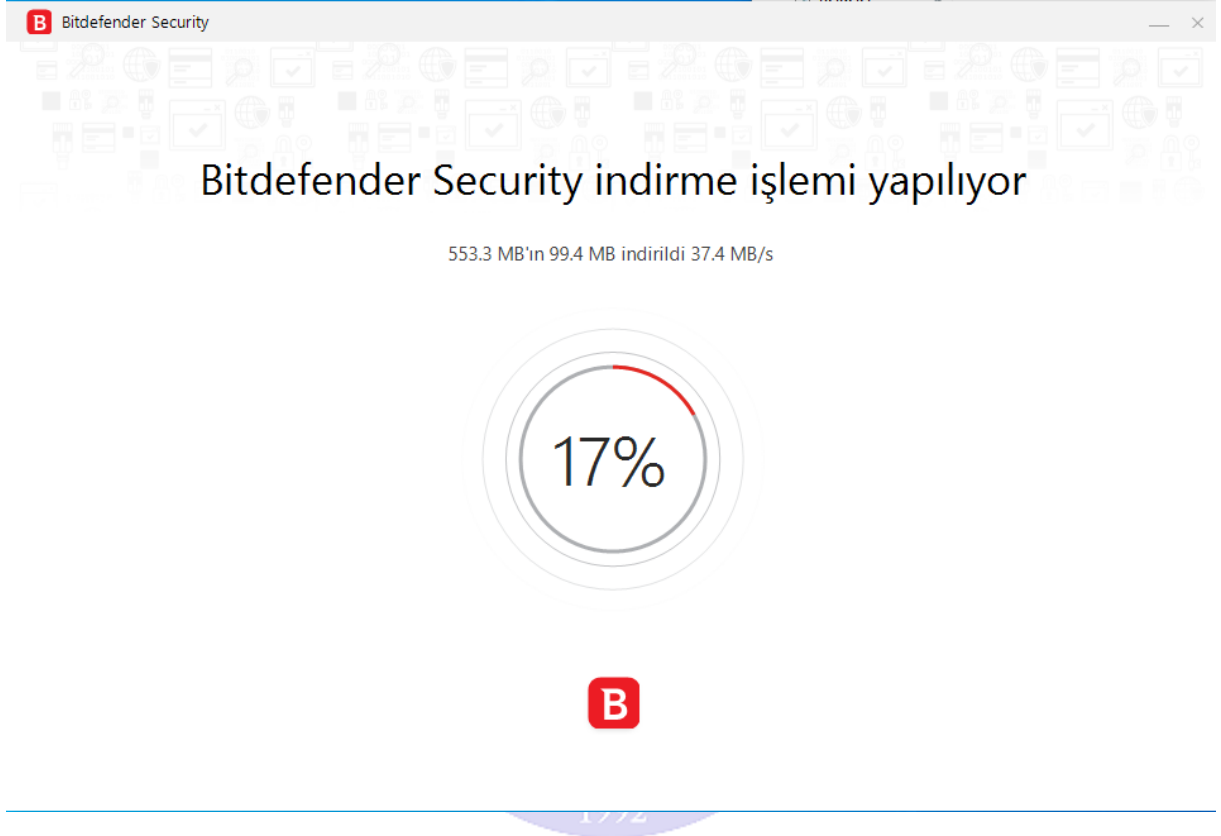 B Bitdefender Security
Bitdefender Security indirme işlemi yapılıyor
553.3 MB'ın 99.4 MB indirildi 37.4 MB/s
17%
B
1992